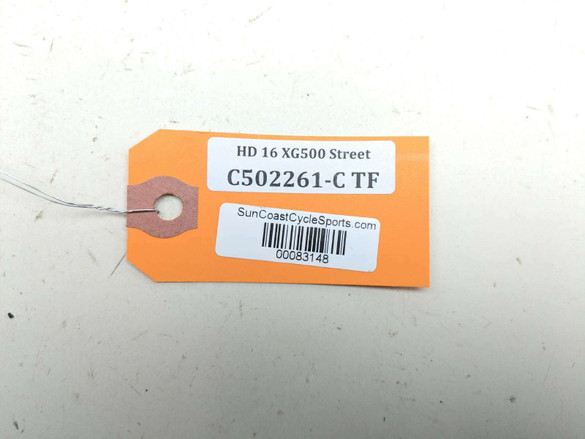 HD 16 XG500 Street
C502261-C TF
SunCoastCycleSports.com
00083148